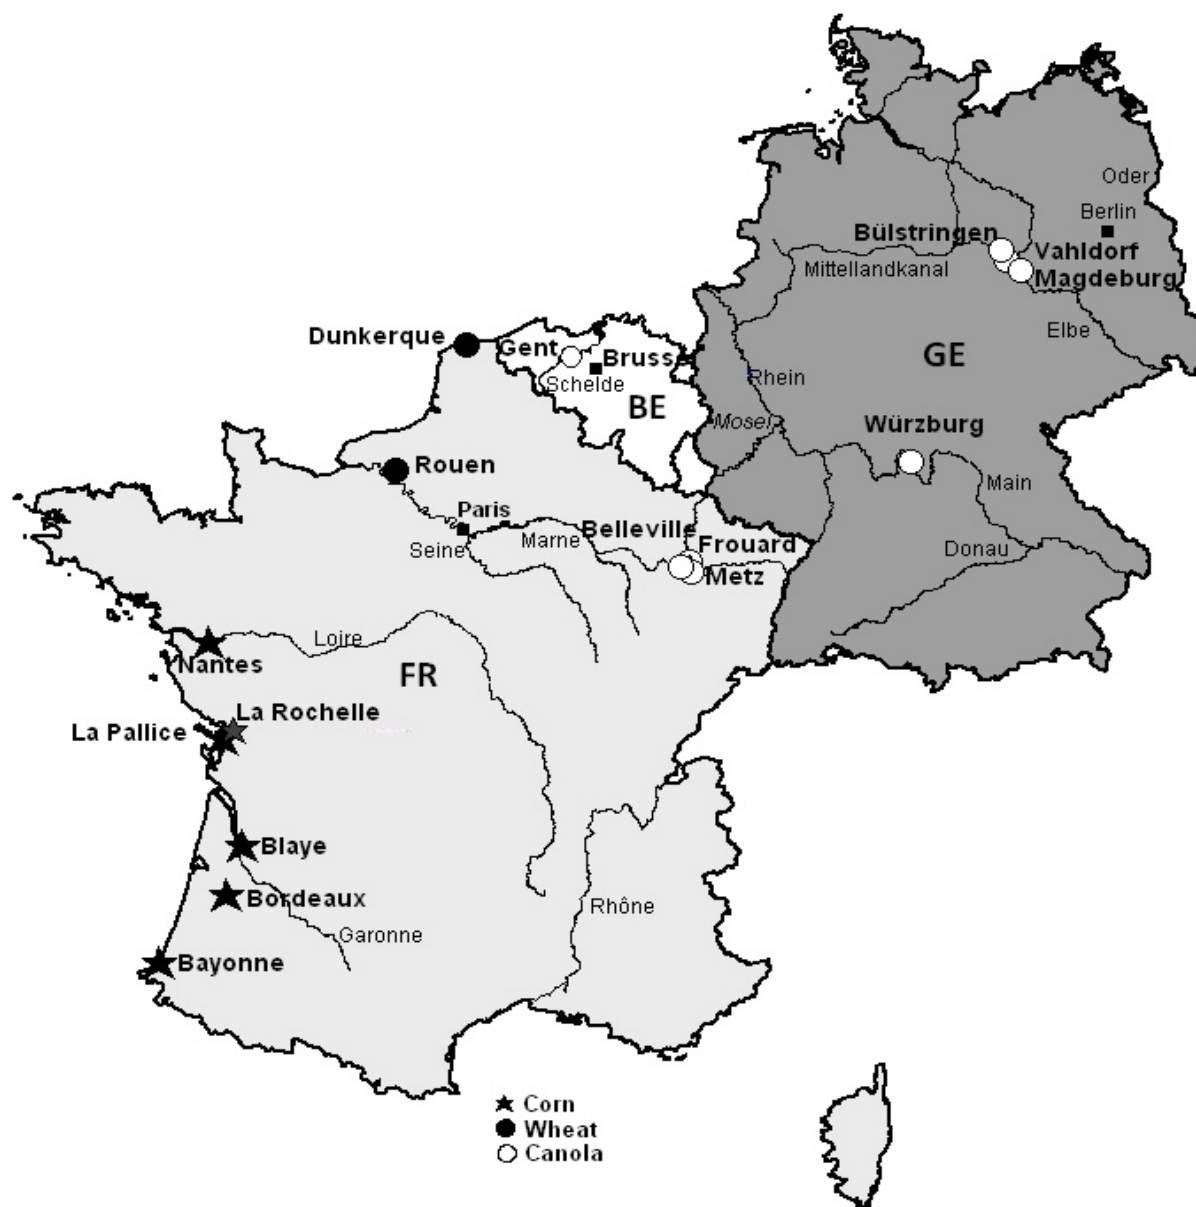 Oder
Berlin
Bülstringen
Vahldorf
Mittellandkanal
Magdeburg
Elbe
Dunkerque
Gent
Bruss
GE
Schelde
Rhein
BE
Mosel
Würzburg
Rouen
Main
Paris
Belleville
Seine
Marne
Frouard
Donau
Metz
Loire
Nantes
FR
La Rochelle
La Pallice
Blaye
Bordeaux
Rhône
Garonne
Bayonne
Corn
Wheat
Canola